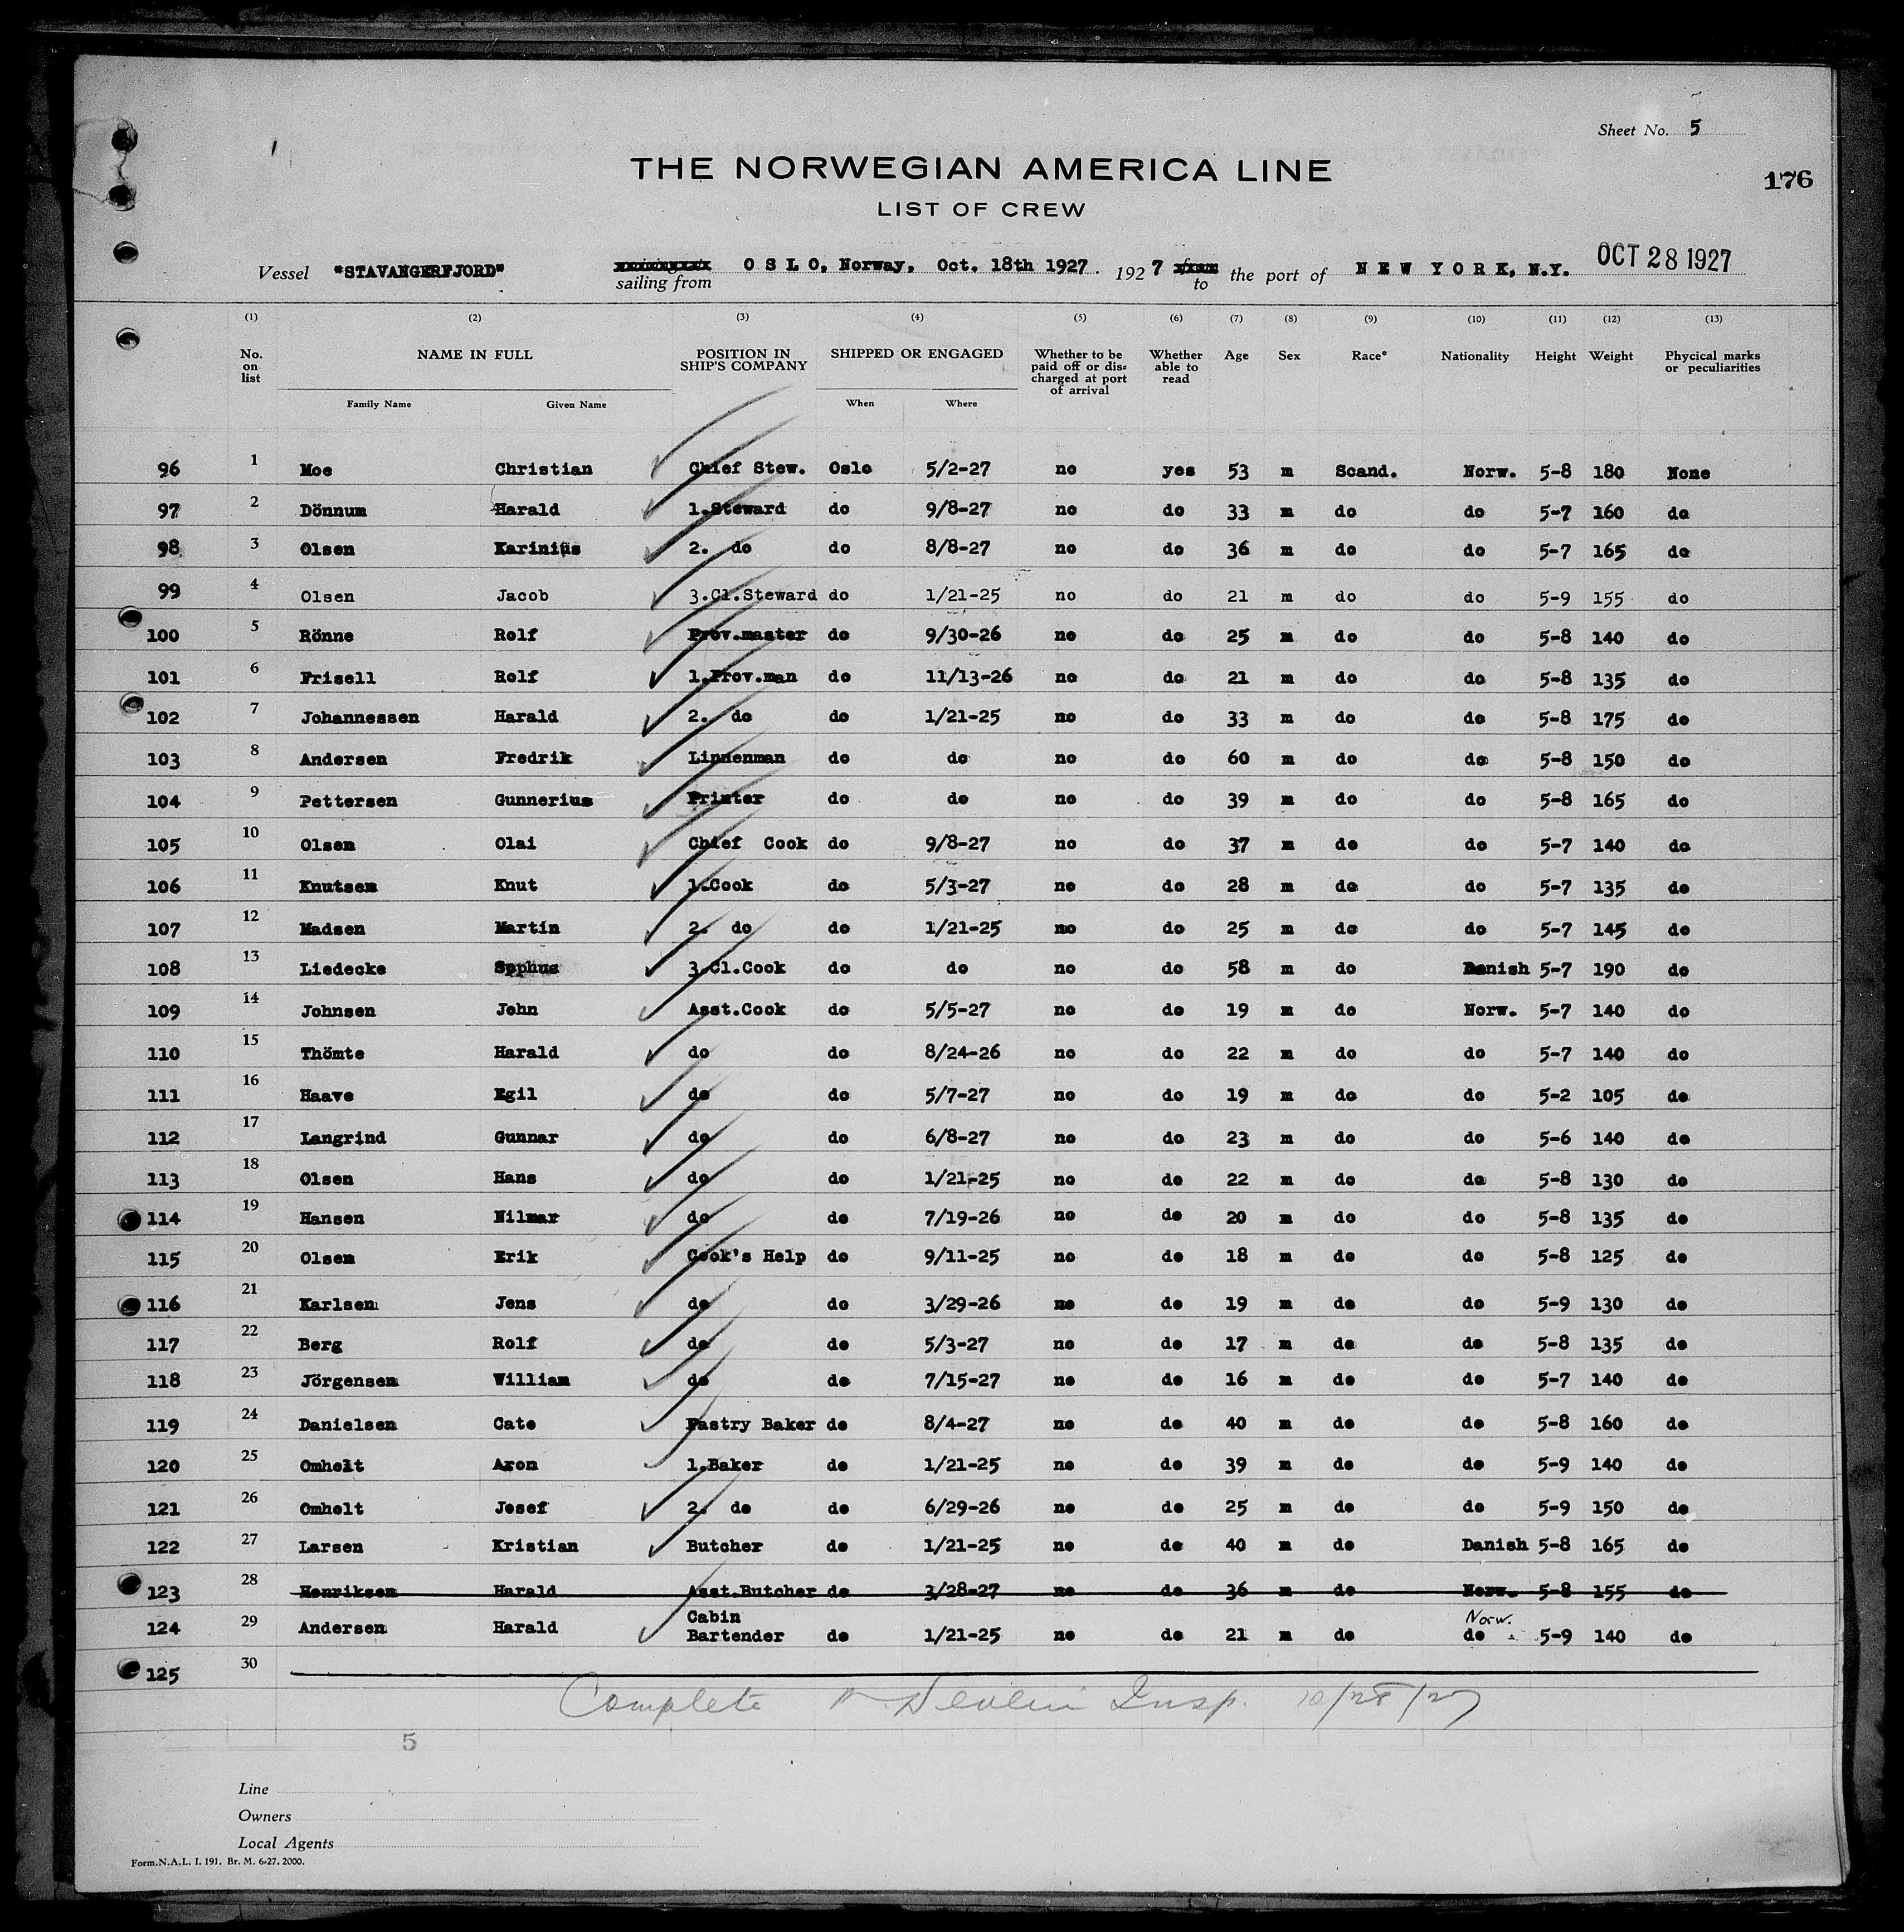 Sheet No. 5
THE NORWEGIAN AMERICA LINE
176
LIST OF CREW
Vessel "STAVANGERFJORD" sailing from OSLO, Norway, Oct. 18th 1927. 1927 to the port of NEW YORK, N.Y. OCT 28 1927
(1) (2) (3) (4) (5) (6) (7) (8) (9) (10) (11) (12) (13)
No. on list NAME IN FULL POSITION IN SHIP'S COMPANY SHIPPED OR ENGAGED Whether to be paid off or discharged at port of arrival Whether able to read Age Sex Race* Nationality Height Weight Phycical marks or peculiarities
Family Name Given Name When Where
96 1 Moe Christian Chief Stew. Oslo 5/2-27 no yes 53 m Scand. Norw. 5-8 180 None
97 2 Dönnum Harald 1.Steward do 9/8-27 no do 33 m do do 5-7 160 do
98 3 Olsen Karinius 2. do do 8/8-27 no do 36 m do do 5-7 165 do
99 4 Olsen Jacob 3.Cl.Steward do 1/21-25 no do 21 m do do 5-9 155 do
100 5 Rönne Rolf Prov.master do 9/30-26 no do 25 m do do 5-8 140 do
101 6 Frisell Rolf 1.Prov.man do 11/13-26 no do 21 m do do 5-8 135 do
102 7 Johannessen Harald 2. do do 1/21-25 no do 33 m do do 5-8 175 do
103 8 Andersen Fredrik Linnenman do do no do 60 m do do 5-8 150 do
104 9 Pettersen Gunnerius Printer do do no do 39 m do do 5-8 165 do
105 10 Olsen Olai Chief Cook do 9/8-27 no do 37 m do do 5-7 140 do
106 11 Knutsen Knut 1.Cook do 5/3-27 no do 28 m do do 5-7 135 do
107 12 Madsen Martin 2. do do 1/21-25 no do 25 m do do 5-7 145 do
108 13 Liedecke 3.Cl.Cook do do no do 58 m do Danish 5-7 190 do
109 14 Johnsen John Asst.Cook do 5/5-27 no do 19 m do Norw. 5-7 140 do
110 15 Thömte Harald do do 8/24-26 no do 22 m do do 5-7 140 do
111 16 Haave Egil do do 5/7-27 no do 19 m do do 5-2 105 do
112 17 Langrind Gunnar do do 6/8-27 no do 23 m do do 5-6 140 do
113 18 Olsen Hans do do 1/21-25 no do 22 m do do 5-8 130 do
114 19 Hansen Hilmar do do 7/19-26 no do 20 m do do 5-8 135 do
115 20 Olsen Erik Cook's Help do 9/11-25 no do 18 m do do 5-8 125 do
116 21 Karlsen Jens do do 3/29-26 no do 19 m do do 5-9 130 do
117 22 Berg Rolf do do 5/3-27 no do 17 m do do 5-8 135 do
118 23 Jörgensen William do do 7/15-27 no do 16 m do do 5-7 140 do
119 24 Danielsen Cato Pastry Baker do 8/4-27 no do 40 m do do 5-8 160 do
120 25 Omholt Aron 1.Baker do 1/21-25 no do 39 m do do 5-9 140 do
121 26 Omholt Josef 2. do do 6/29-26 no do 25 m do do 5-9 150 do
122 27 Larsen Kristian Butcher do 1/21-25 no do 40 m do Danish 5-8 165 do
123 28 Henriksen Harald Asst.Butcher do 3/28-27 no do 36 m do Norw. 5-8 155 do
124 29 Andersen Harald Cabin Bartender do 1/21-25 no do 21 m do Norw. do 5-9 140 do
125 30
Complete Insp. 10/28/27
5
Line
Owners
Local Agents
Form.N.A.L. I. 191. Br. M. 6-27. 2000.